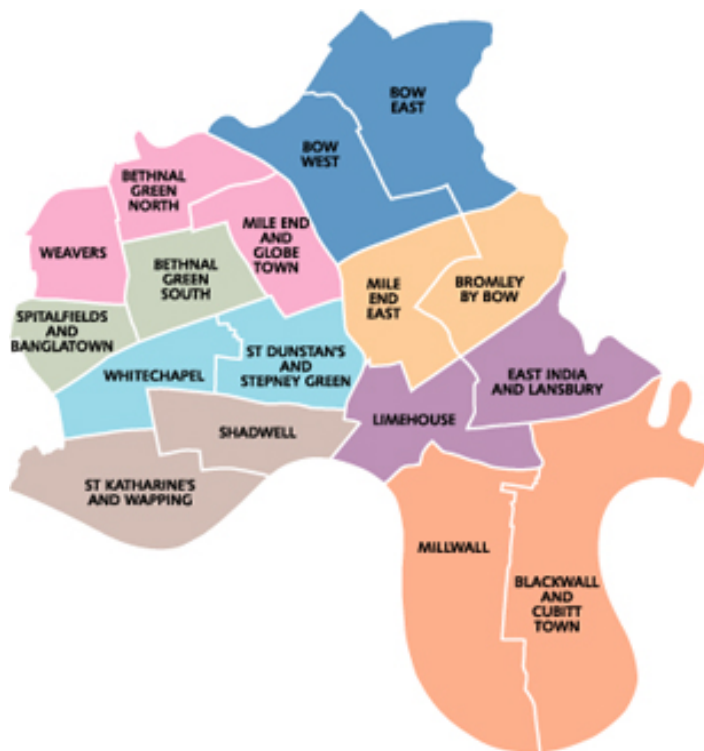 BOW
EAST
BOW
WEST
BETHNAL
GREEN
NORTH
MILE END
AND
GLOBE
TOWN
WEAVERS
BETHNAL
GREEN
SOUTH
MILE
END
EAST
BROMLEY
BY BOW
SPITALFIELDS
AND
BANGLATOWN
WHITECHAPEL
ST DUNSTAN'S
AND
STEPNEY GREEN
EAST INDIA
AND LANSBURY
LIMEHOUSE
SHADWELL
ST KATHARINE'S
AND WAPPING
MILLWALL
BLACKWALL
AND
CUBITT
TOWN